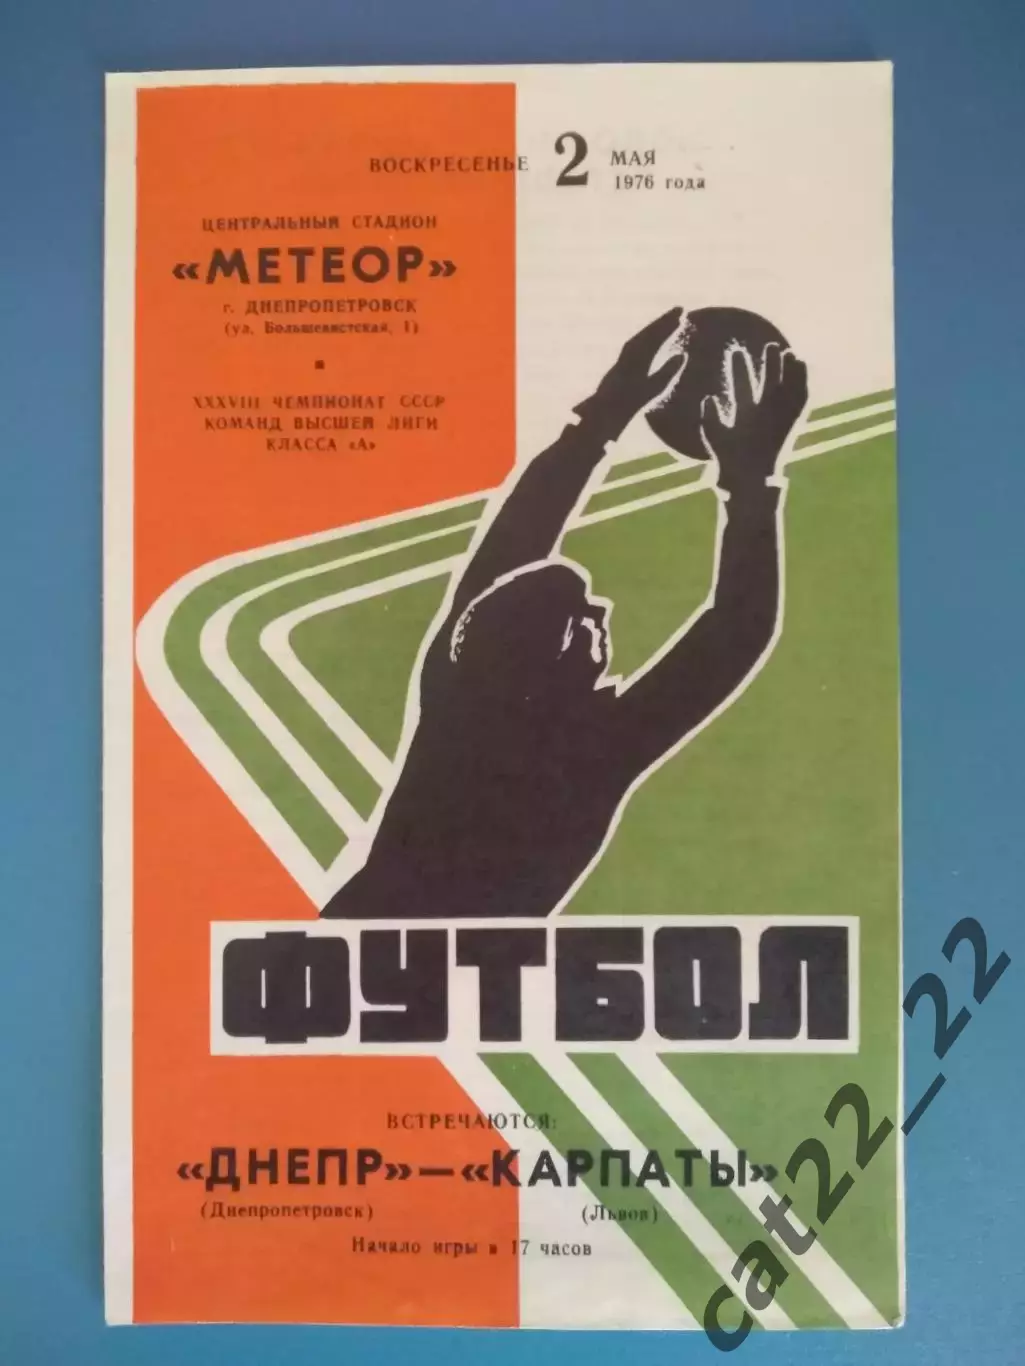 ВОСКРЕСЕНЬЕ 2 МАЯ
1976 года
ЦЕНТРАЛЬНЫЙ СТАДИОН
«МЕТЕОР»
г. ДНЕПРОПЕТРОВСК
(ул. Большевистская, 1)
XXXVIII ЧЕМПИОНАТ СССР
КОМАНД ВЫСШЕЙ ЛИГИ
КЛАССА «А»
ФУТБОЛ
ВСТРЕЧАЮТСЯ:
«ДНЕПР»—«КАРПАТЫ»
(Днепропетровск) (Львов)
Начало игры в 17 часов
cat22_22